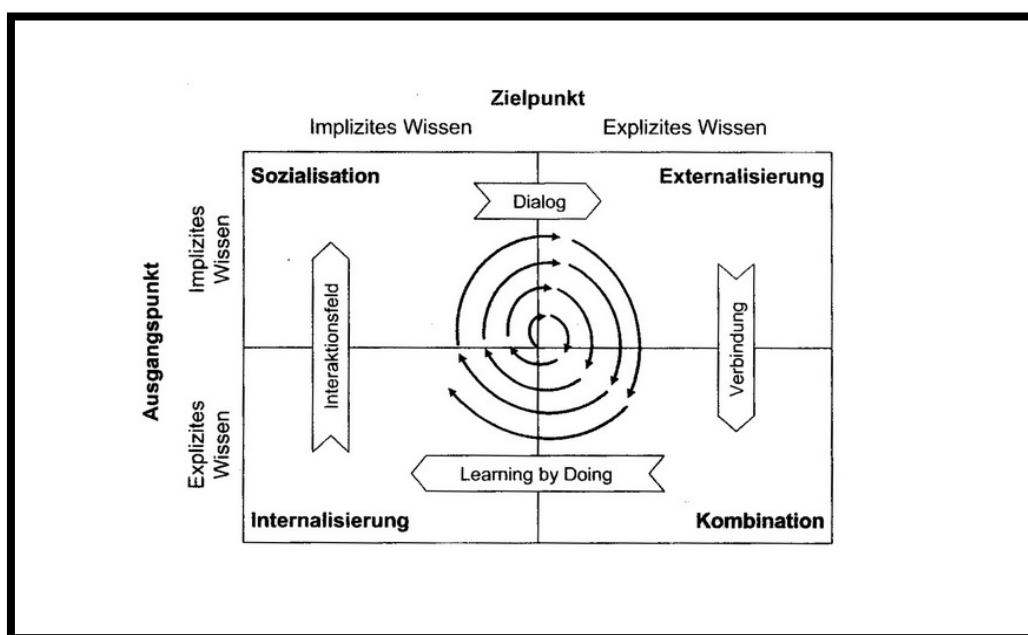 Zielpunkt
Implizites Wissen
Explizites Wissen
Sozialisation
Externalisierung
Dialog
Ausgangspunkt
Implizites
Wissen
Interaktionsfeld
Verbindung
Explizites
Wissen
Learning by Doing
Internalisierung
Kombination